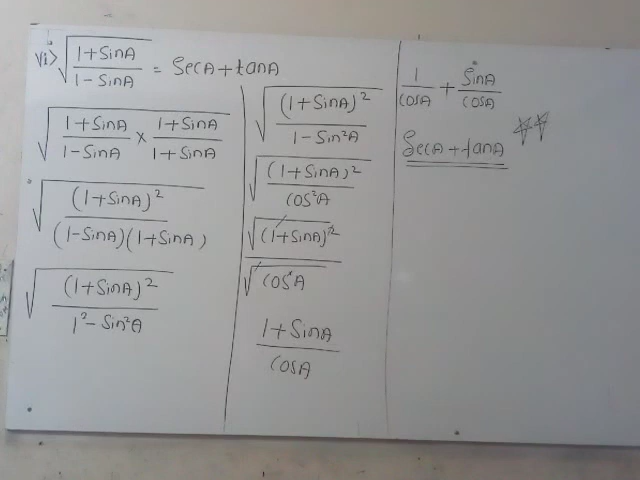 vi> √(1+SinA / 1-SinA) = SecA+tanA
√(1+SinA / 1-SinA × 1+SinA / 1+SinA)
√((1+SinA)² / (1-SinA)(1+SinA))
√((1+SinA)² / 1²-Sin²A)
√((1+SinA)² / 1-Sin²A)
√((1+SinA)² / cos²A)
√(1+SinA)² / √cos²A
1+SinA / cosA
1/cosA + SinA/cosA
SecA+tanA